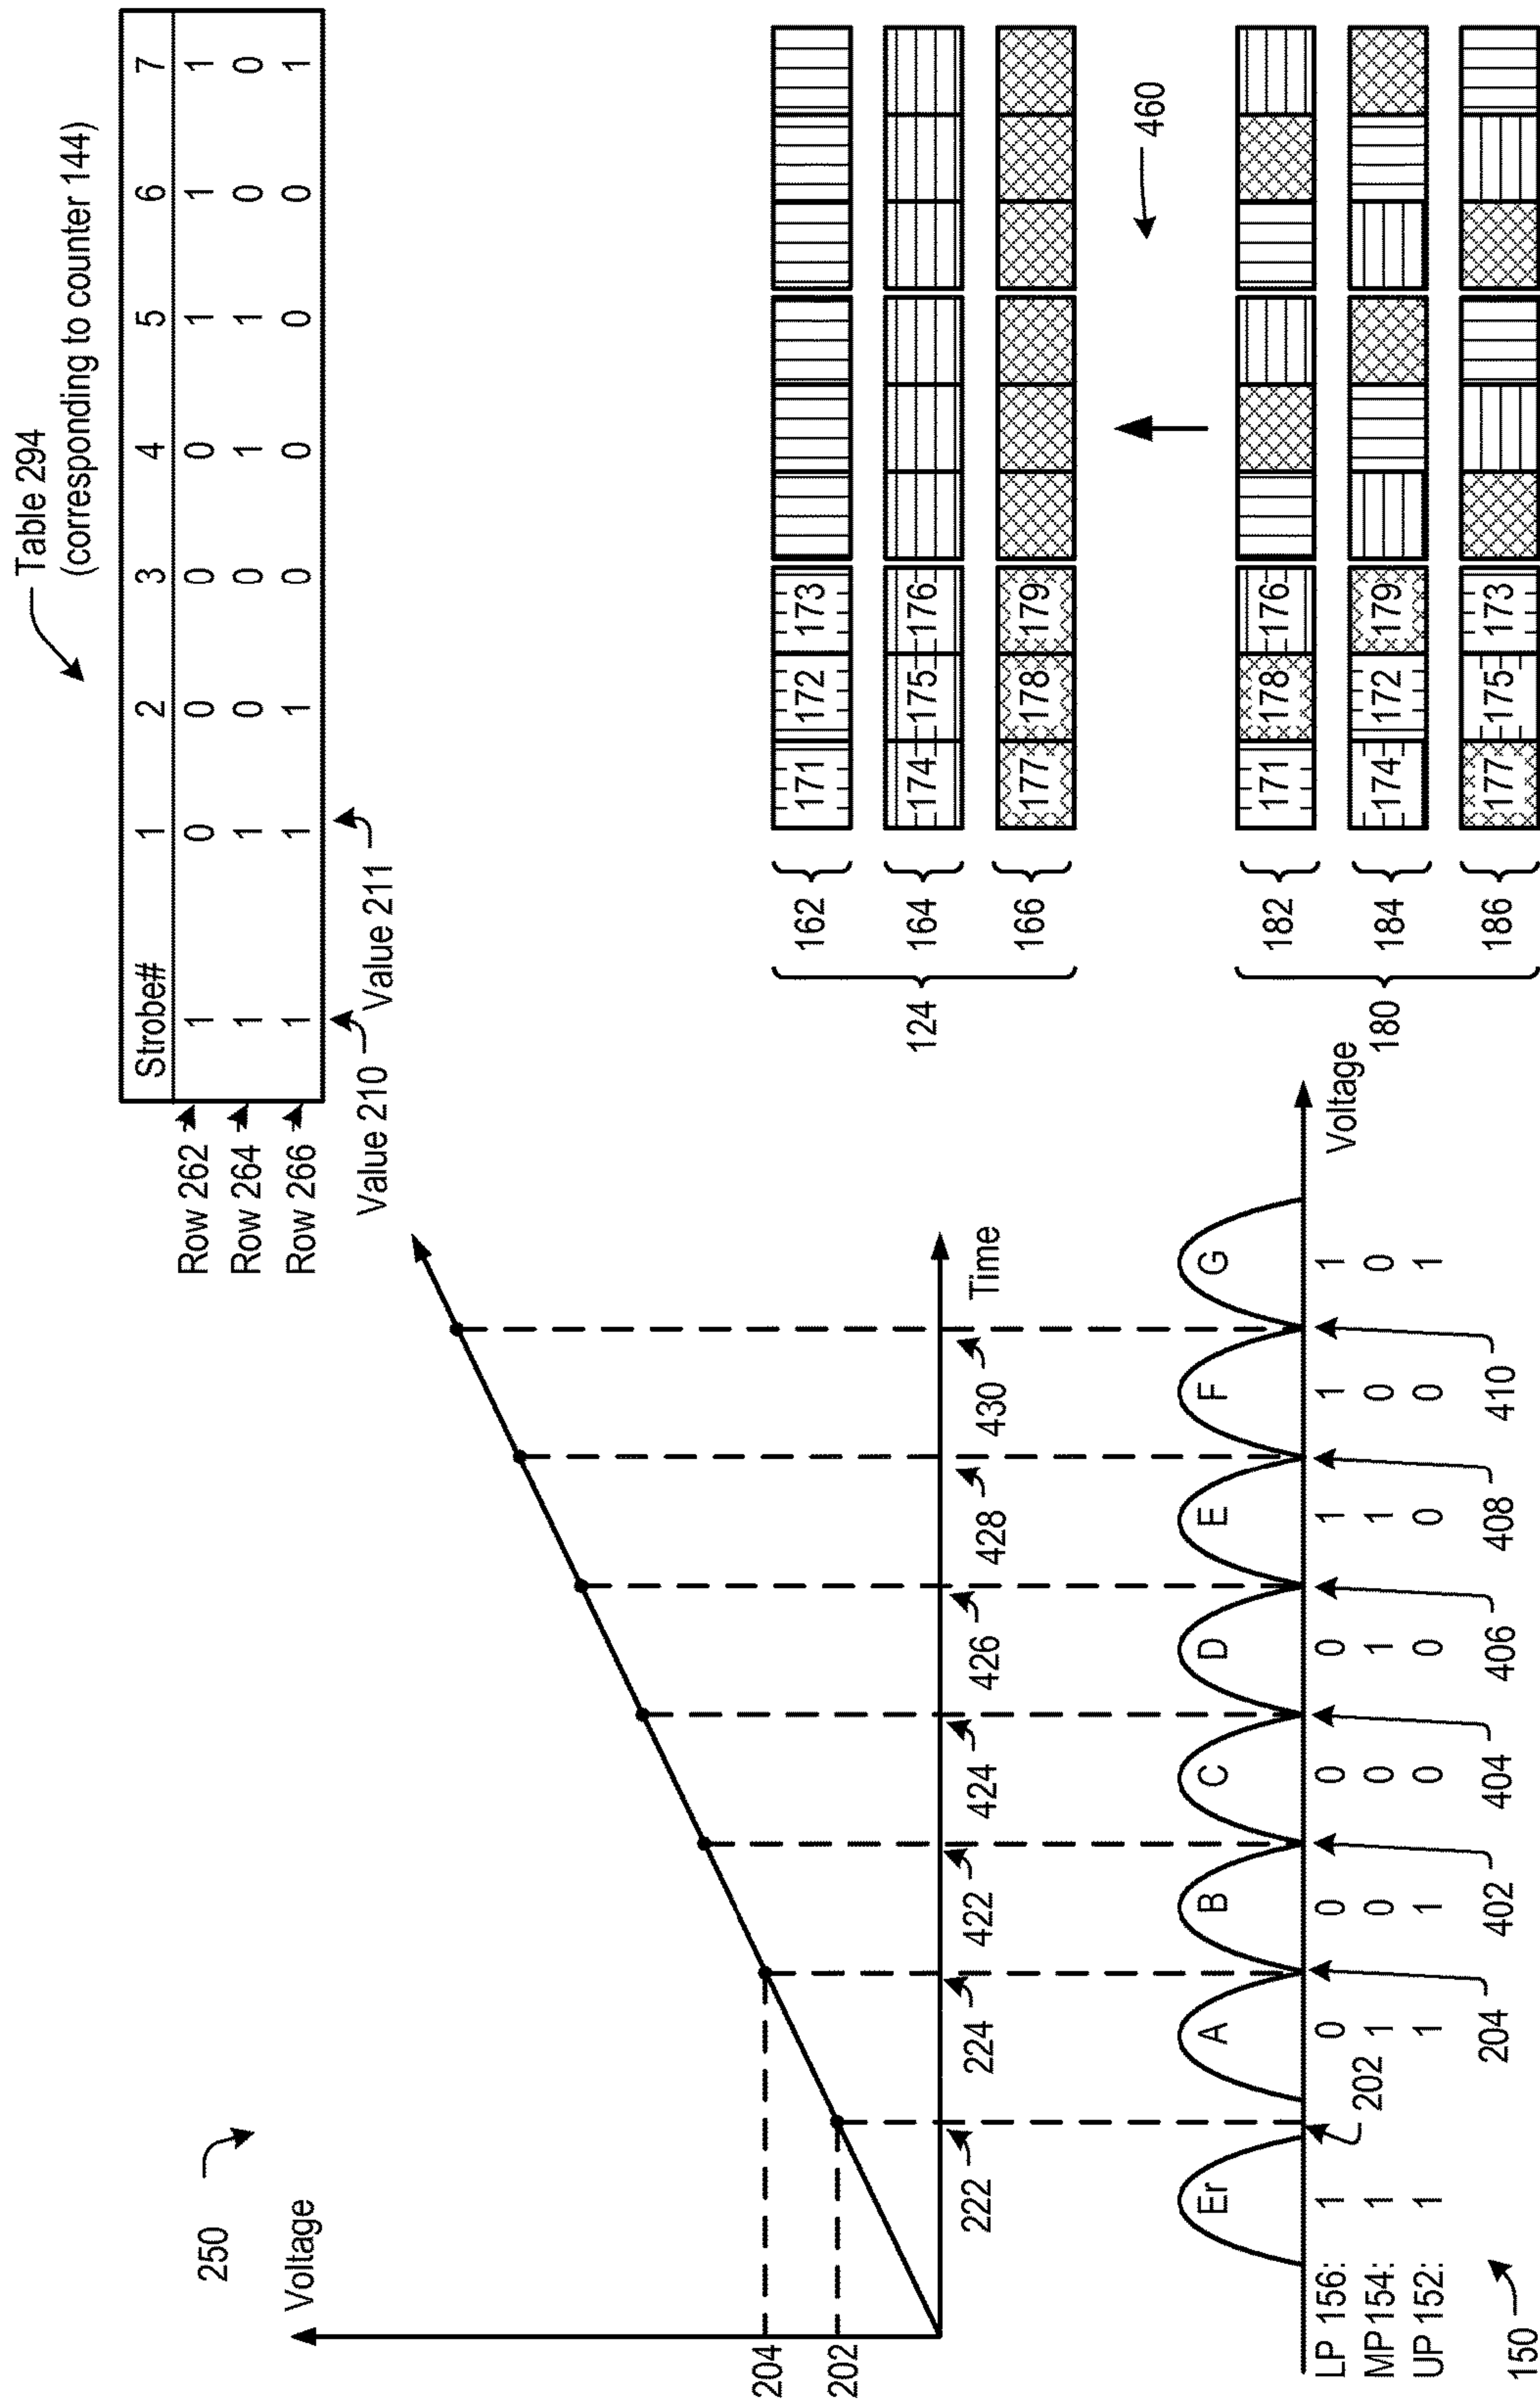 Table 294
(corresponding to counter 144)
Strobe# 1 2 3 4 5 6 7
Row 262 1 0 0 0 0 1 1 1
Row 264 1 1 0 0 1 1 0 0
Row 266 1 1 1 0 0 0 0 1
Value 210
Value 211
250
Voltage
204
202
222 224 422 424 426 428 430
Time
Er A B C D E F G
Voltage
LP 156: 1 0 0 0 0 1 1 1
MP 154: 1 1 0 0 1 1 0 0
UP 152: 1 1 1 0 0 0 0 1
202
204 402 404 406 408 410
150
124
162 171 172 173
164 174 175 176
166 177 178 179
460
180
182 171 178 176
184 174 172 179
186 177 175 173